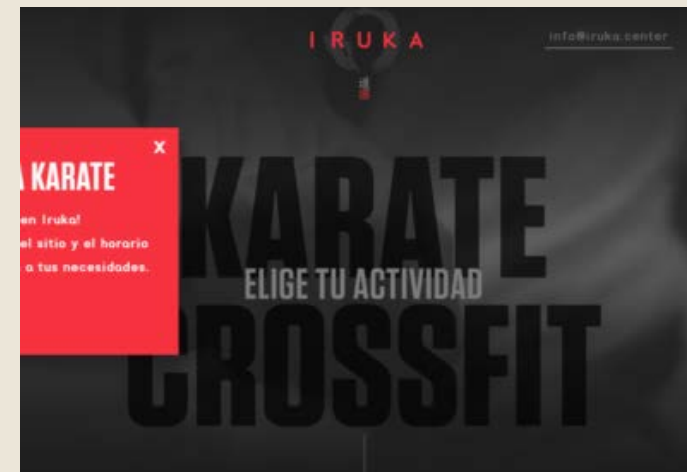 IRUKA
info@iruka.center
X
KARATE
en Iruka!
el sitio y el horario
a tus necesidades.
KARATE
ELIGE TU ACTIVIDAD
CROSSFIT